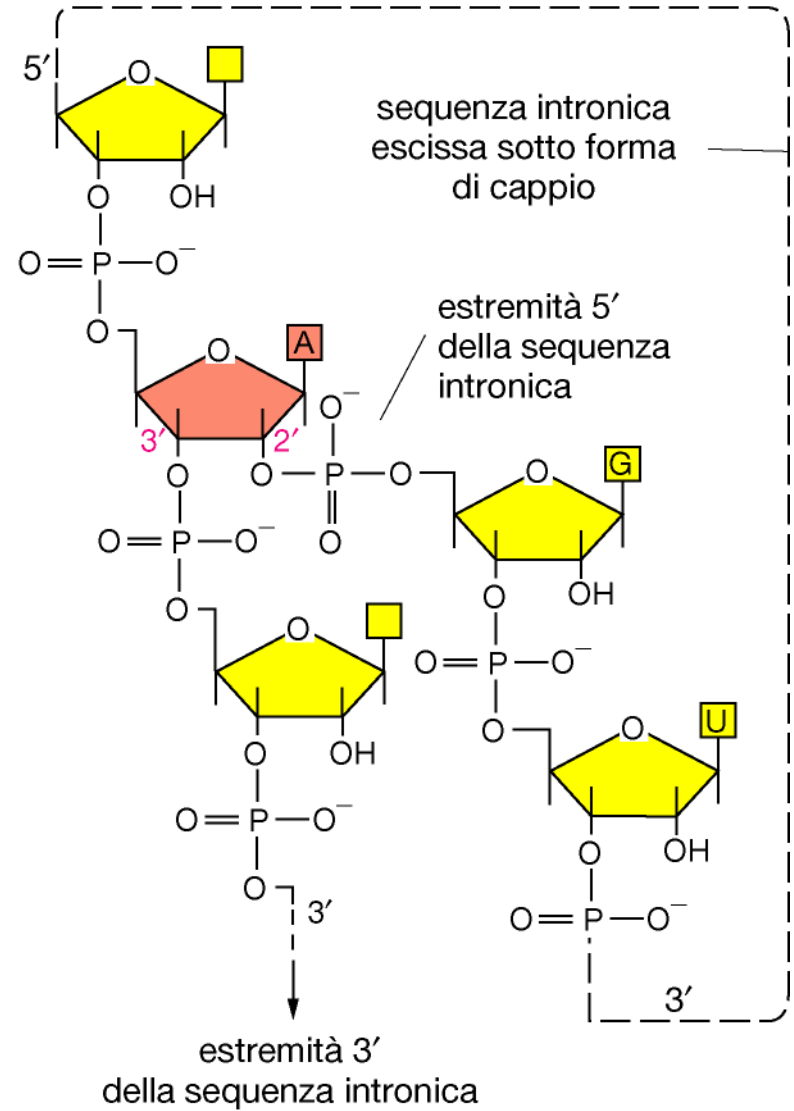 5′
O
sequenza intronica
escissa sotto forma
di cappio
O
OH
O=P—O⁻
O
estremità 5′
della sequenza
intronica
O
A
O⁻
3′
2′
O
O—P—O
O
G
O=P—O⁻
O
O
OH
O
O
O=P—O⁻
O
OH
O
O
U
O=P—O⁻
O
OH
O
3′
O=P—O⁻
3′
estremità 3′
della sequenza intronica